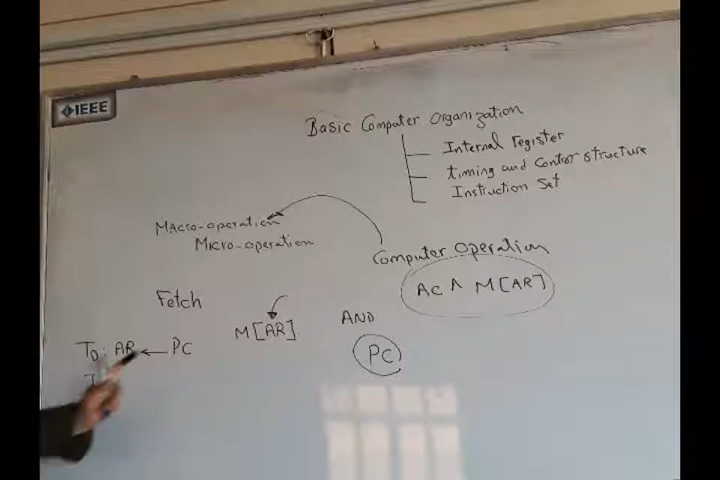 IEEE
Basic Computer Organization
Internal register
timing and Control structure
Instruction Set
Macro-operation
Micro-operation
Computer Operation
AC ∧ M[AR]
Fetch
M[AR]
AND
T0: AR ← PC
PC